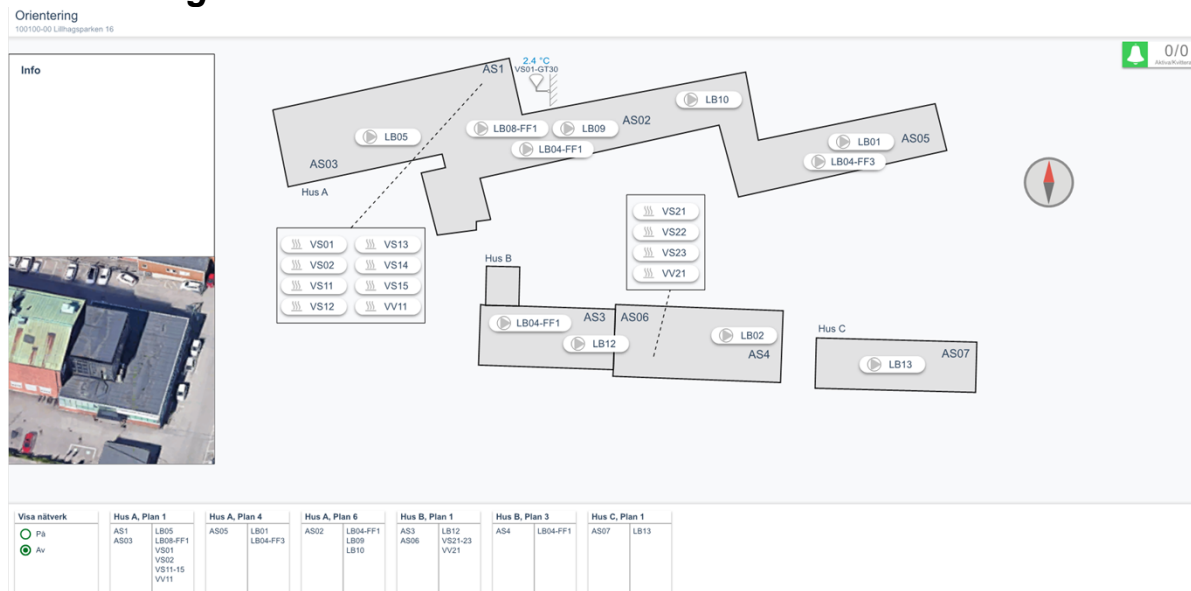 Orientering
100100-00 Lillhagsparken 16
0/0
Aktiva/Kvittera
Info
2.4 °C
VS01-GT30
AS1
LB10
LB05
LB08-FF1
LB09
AS02
LB04-FF1
LB01
AS05
LB04-FF3
AS03
Hus A
VS01
VS13
VS02
VS14
VS11
VS15
VS12
VV11
VS21
VS22
VS23
VV21
Hus B
LB04-FF1
AS3
AS06
LB12
LB02
AS4
Hus C
AS07
LB13
Visa nätverk
På
Av
Hus A, Plan 1
AS1 LB05
AS03 LB08-FF1
VS01
VS02
VS11-15
VV11
Hus A, Plan 4
AS05 LB01
LB04-FF3
Hus A, Plan 6
AS02 LB04-FF1
LB09
LB10
Hus B, Plan 1
AS3 LB12
AS06 VS21-23
VV21
Hus B, Plan 3
AS4 LB04-FF1
Hus C, Plan 1
AS07 LB13